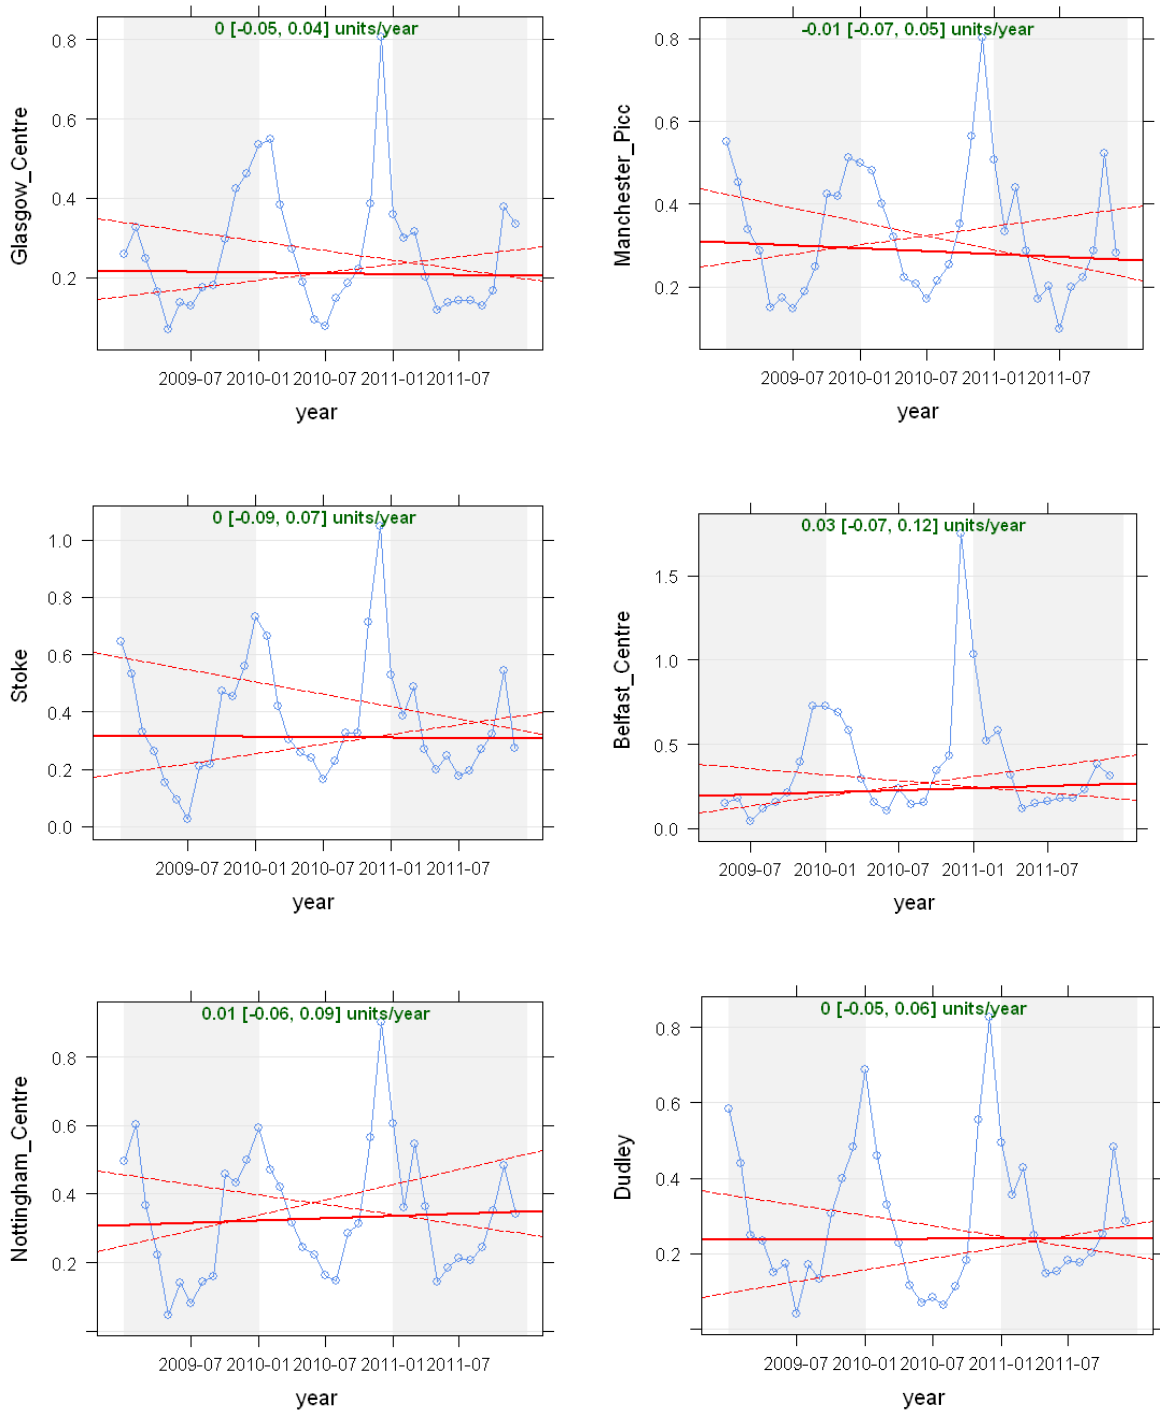 0 [-0.05, 0.04] units/year
Glasgow_Centre
0.8
0.6
0.4
0.2
2009-07 2010-01 2010-07 2011-01 2011-07
year
-0.01 [-0.07, 0.05] units/year
Manchester_Picc
0.8
0.6
0.4
0.2
2009-07 2010-01 2010-07 2011-01 2011-07
year
0 [-0.09, 0.07] units/year
Stoke
1.0
0.8
0.6
0.4
0.2
0.0
2009-07 2010-01 2010-07 2011-01 2011-07
year
0.03 [-0.07, 0.12] units/year
Belfast_Centre
1.5
1.0
0.5
0.0
2009-07 2010-01 2010-07 2011-01 2011-07
year
0.01 [-0.06, 0.09] units/year
Nottingham_Centre
0.8
0.6
0.4
0.2
2009-07 2010-01 2010-07 2011-01 2011-07
year
0 [-0.05, 0.06] units/year
Dudley
0.8
0.6
0.4
0.2
2009-07 2010-01 2010-07 2011-01 2011-07
year